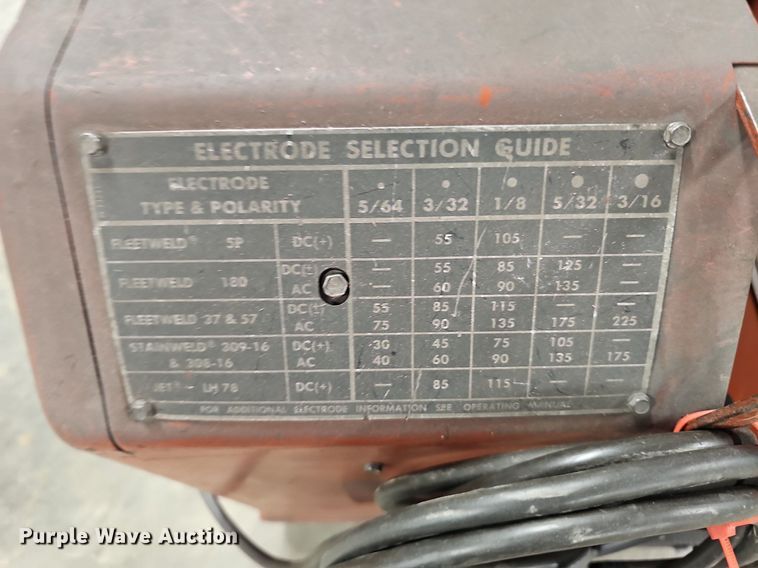 ELECTRODE SELECTION GUIDE
ELECTRODE
TYPE & POLARITY 5/64 3/32 1/8 5/32 3/16
FLEETWELD® 5P DC(+) — 55 105 — —
DC(±) — 55 85 125 —
FLEETWELD 180
AC — 60 90 135 —
DC(±) 55 85 115 — —
FLEETWELD 37 & 57
AC 75 90 135 175 225
STAINWELD® 309-16 DC(+) 30 45 75 105 —
& 308-16 AC 40 60 90 135 175
JET® - LH 78 DC(+) — 85 115 — —
FOR ADDITIONAL ELECTRODE INFORMATION SEE OPERATING MANUAL
Purple Wave Auction